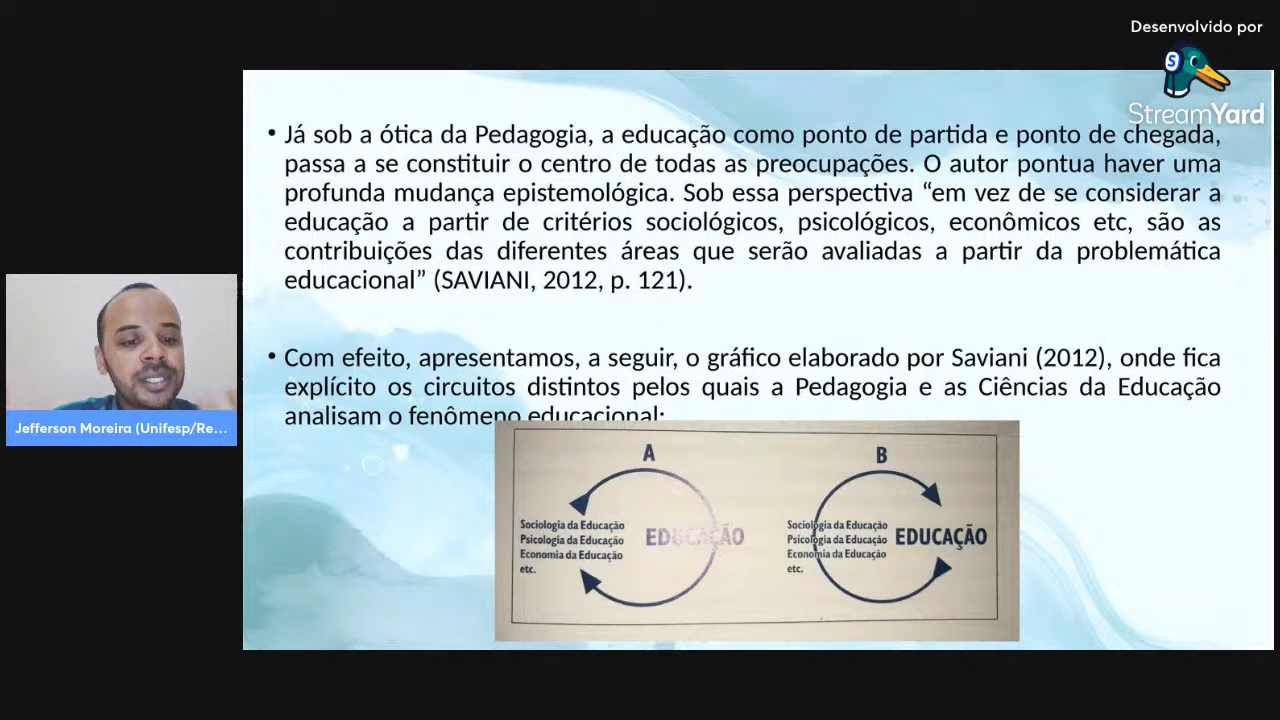 Desenvolvido por
StreamYard
• Já sob a ótica da Pedagogia, a educação como ponto de partida e ponto de chegada,
passa a se constituir o centro de todas as preocupações. O autor pontua haver uma
profunda mudança epistemológica. Sob essa perspectiva “em vez de se considerar a
educação a partir de critérios sociológicos, psicológicos, econômicos etc, são as
contribuições das diferentes áreas que serão avaliadas a partir da problemática
educacional” (SAVIANI, 2012, p. 121).
• Com efeito, apresentamos, a seguir, o gráfico elaborado por Saviani (2012), onde fica
explícito os circuitos distintos pelos quais a Pedagogia e as Ciências da Educação
analisam o fenômeno educacional:
Jefferson Moreira (Unifesp/Re...
A
Sociologia da Educação
Psicologia da Educação
Economia da Educação
etc.
EDUCAÇÃO
B
Sociologia da Educação
Psicologia da Educação
Economia da Educação
etc.
EDUCAÇÃO